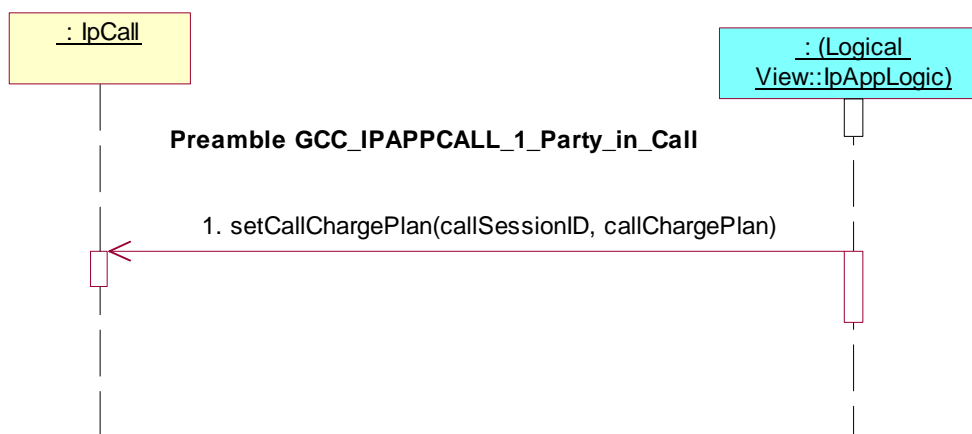 : IpCall
: (Logical
View::IpAppLogic)
Preamble GCC_IPAPPCALL_1_Party_in_Call
1. setCallChargePlan(callSessionID, callChargePlan)